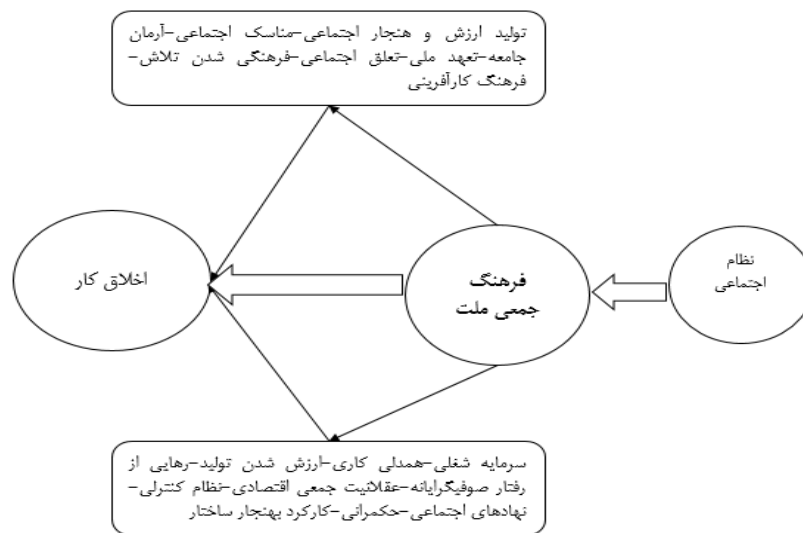 تولید ارزش و هنجار اجتماعی-مناسک اجتماعی-آرمان
جامعه-تعهد ملی-تعلق اجتماعی-فرهنگی شدن تلاش-
فرهنگ کارآفرینی
نظام
اجتماعی
فرهنگ
جمعی ملت
اخلاق کار
سرمایه شغلی-همدلی کاری-ارزش شدن تولید-رهایی از
رفتار صوفیگرایانه-عقلانیت جمعی اقتصادی-نظام کنترلی-
نهادهای اجتماعی-حکمرانی-کارکرد بهنجار ساختار